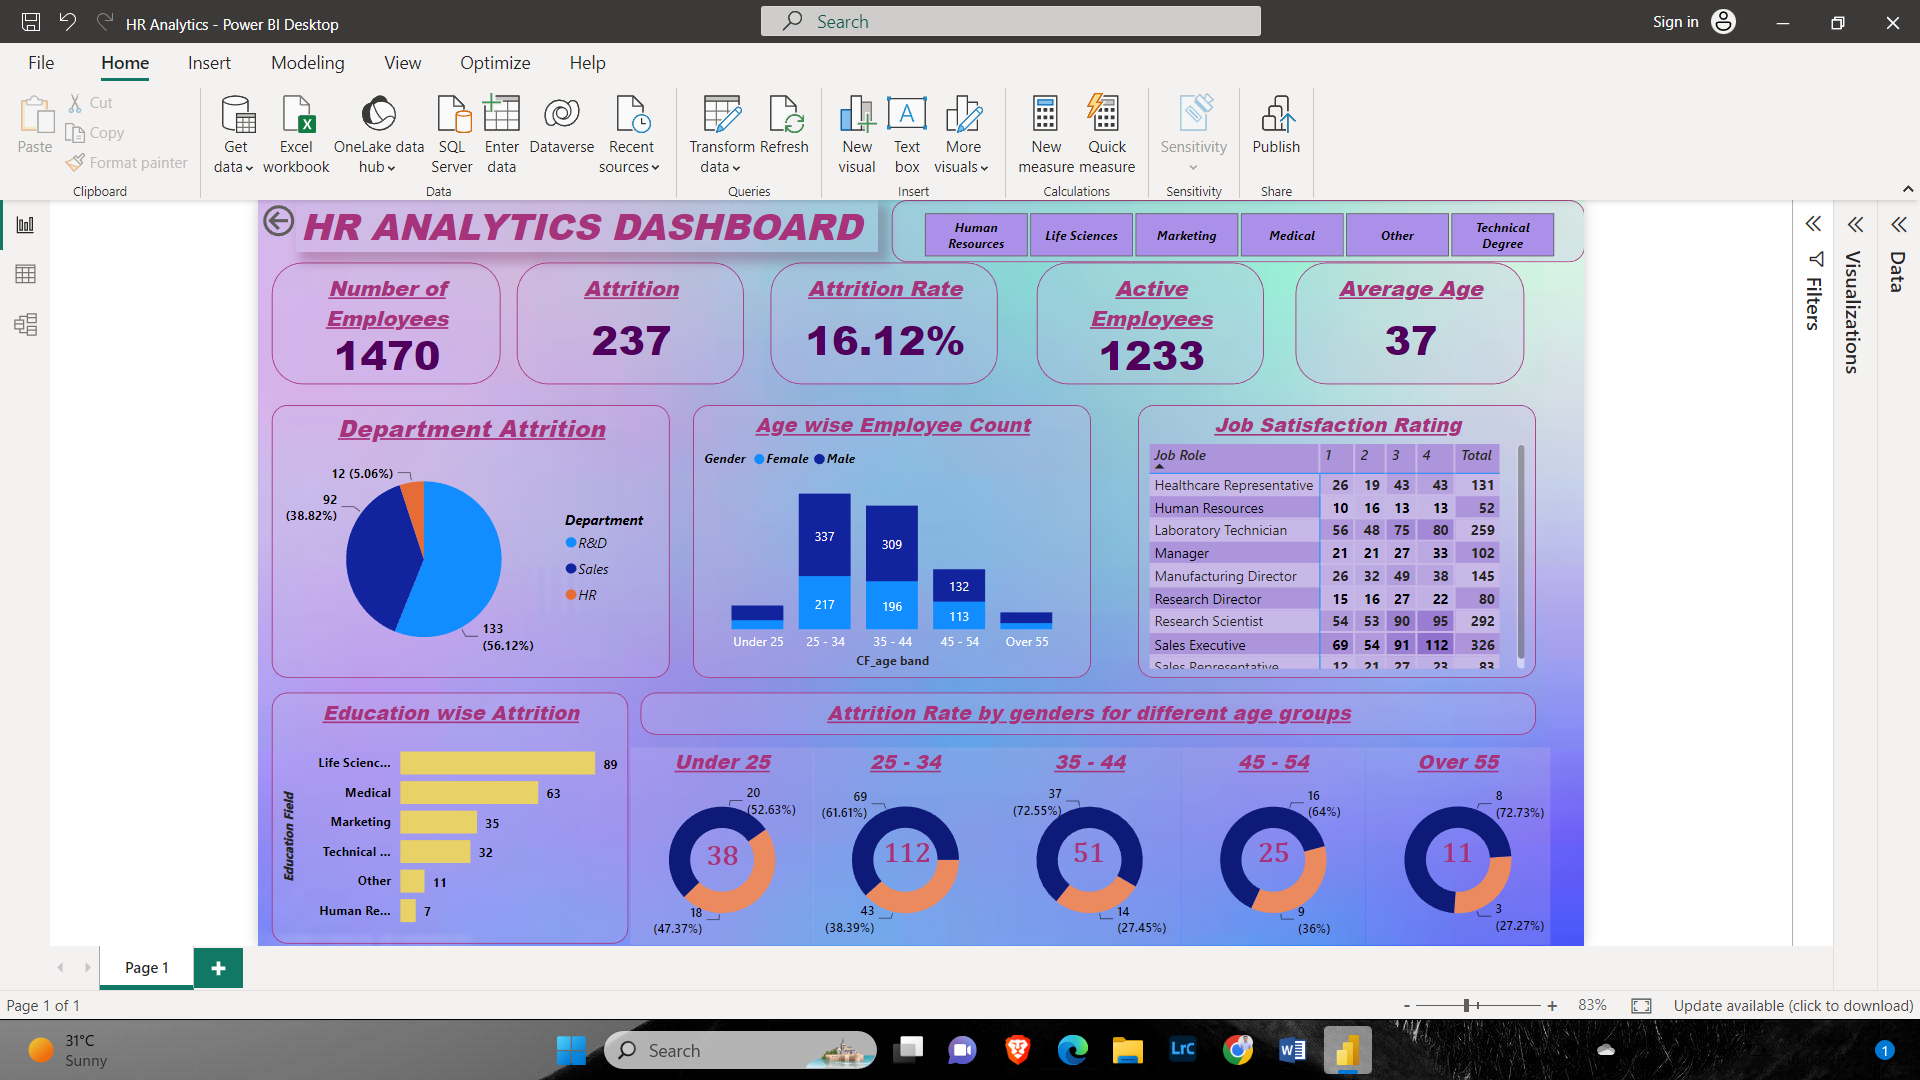 HR Analytics - Power BI Desktop
Search
Sign in
File
Home
Insert
Modeling
View
Optimize
Help
Paste
Cut
Copy
Format painter
Clipboard
Get
data
Excel
workbook
OneLake data
hub
SQL
Server
Enter
data
Dataverse
Recent
sources
Data
Transform
data
Refresh
Queries
New
visual
Text
box
More
visuals
Insert
New
measure
Quick
measure
Calculations
Sensitivity
Sensitivity
Publish
Share
HR ANALYTICS DASHBOARD
Human
Resources
Life Sciences
Marketing
Medical
Other
Technical
Degree
Filters
Visualizations
Data
Number of
Employees
1470
Attrition
237
Attrition Rate
16.12%
Active
Employees
1233
Average Age
37
Department Attrition
12 (5.06%)
92
(38.82%)
133
(56.12%)
Department
R&D
Sales
HR
Age wise Employee Count
Gender Female Male
337
309
132
217
196
113
Under 25
25 - 34
35 - 44
45 - 54
Over 55
CF_age band
Job Satisfaction Rating
Job Role 1 2 3 4 Total
Healthcare Representative 26 19 43 43 131
Human Resources 10 16 13 13 52
Laboratory Technician 56 48 75 80 259
Manager 21 21 27 33 102
Manufacturing Director 26 32 49 38 145
Research Director 15 16 27 22 80
Research Scientist 54 53 90 95 292
Sales Executive 69 54 91 112 326
Sales Representative 12 21 27 23 83
Education wise Attrition
Education Field
Life Scienc... 89
Medical 63
Marketing 35
Technical ... 32
Other 11
Human Re... 7
Attrition Rate by genders for different age groups
Under 25
20
(52.63%)
38
18
(47.37%)
25 - 34
69
(61.61%)
112
43
(38.39%)
35 - 44
37
(72.55%)
51
14
(27.45%)
45 - 54
16
(64%)
25
9
(36%)
Over 55
8
(72.73%)
11
3
(27.27%)
Page 1
+
Page 1 of 1
- + 83%
Update available (click to download)
31°C
Sunny
Search
LrC
1